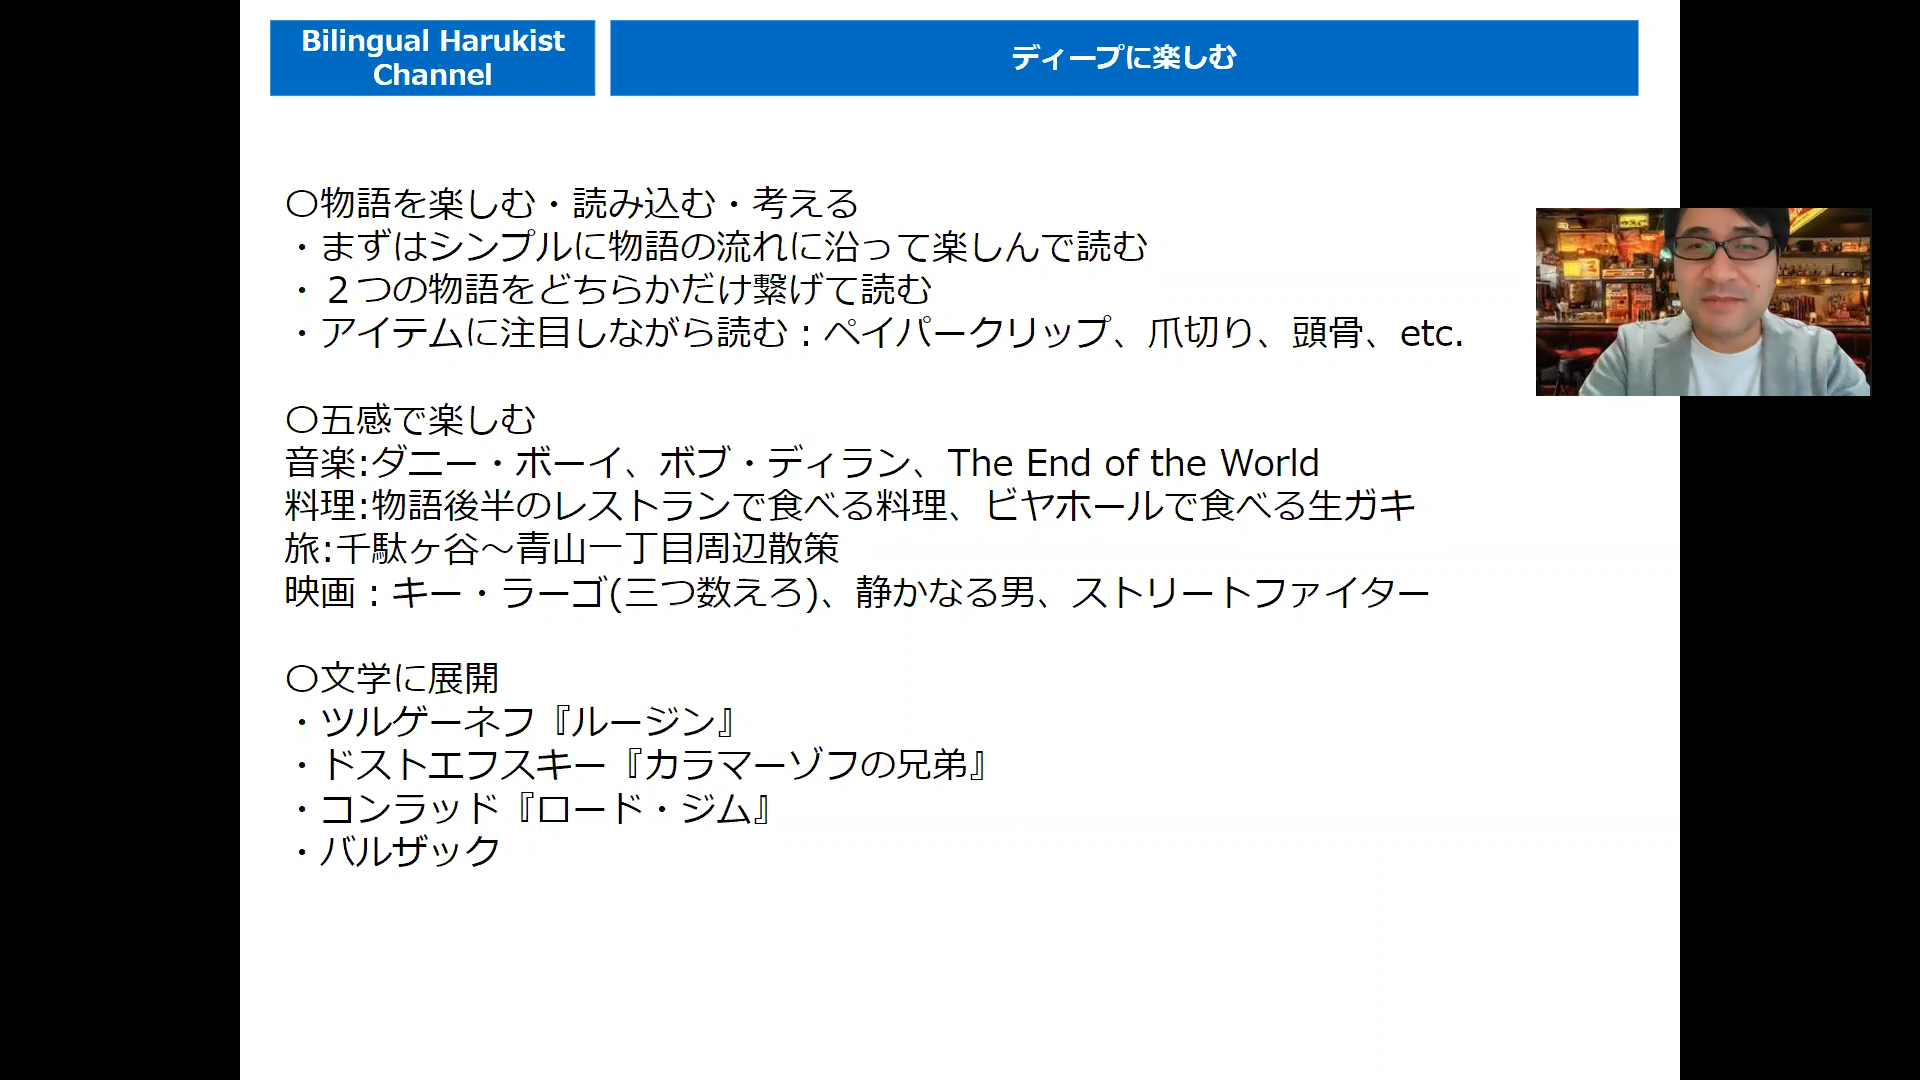 Bilingual Harukist
Channel
ディープに楽しむ
〇物語を楽しむ・読み込む・考える
・まずはシンプルに物語の流れに沿って楽しんで読む
・２つの物語をどちらかだけ繋げて読む
・アイテムに注目しながら読む：ペイパークリップ、爪切り、頭骨、etc.
〇五感で楽しむ
音楽:ダニー・ボーイ、ボブ・ディラン、The End of the World
料理:物語後半のレストランで食べる料理、ビヤホールで食べる生ガキ
旅:千駄ヶ谷～青山一丁目周辺散策
映画：キー・ラーゴ(三つ数えろ)、静かなる男、ストリートファイター
〇文学に展開
・ツルゲーネフ『ルージン』
・ドストエフスキー『カラマーゾフの兄弟』
・コンラッド『ロード・ジム』
・バルザック